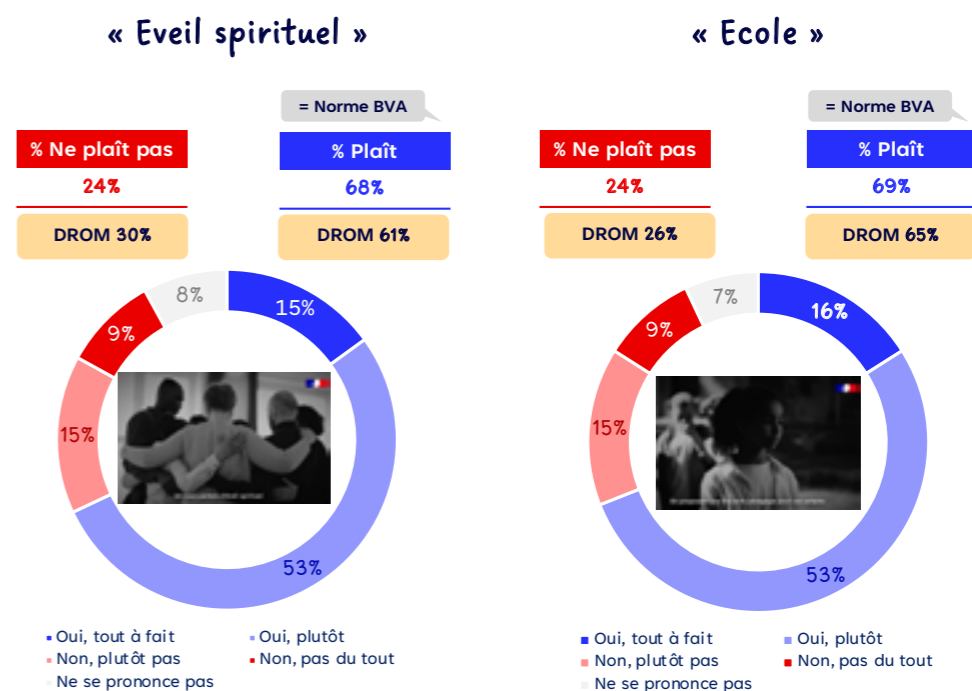 « Eveil spirituel »
= Norme BVA
% Ne plaît pas
% Plaît
24%
68%
DROM 30%
DROM 61%
8%
15%
9%
15%
53%
Oui, tout à fait
Oui, plutôt
Non, plutôt pas
Non, pas du tout
Ne se prononce pas
« Ecole »
= Norme BVA
% Ne plaît pas
% Plaît
24%
69%
DROM 26%
DROM 65%
7%
16%
9%
15%
53%
Oui, tout à fait
Oui, plutôt
Non, plutôt pas
Non, pas du tout
Ne se prononce pas